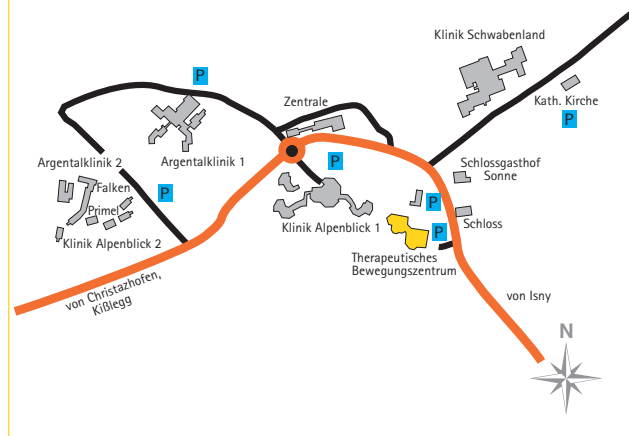 Klinik Schwabenland
P
Zentrale
Kath. Kirche
P
Argentalklinik 2
Argentalklinik 1
P
Schlossgasthof
Sonne
Falken
P
P
Primel
Schloss
Klinik Alpenblick 2
Klinik Alpenblick 1
P
Therapeutisches
Bewegungszentrum
von Christazhofen,
Kißlegg
von Isny
N